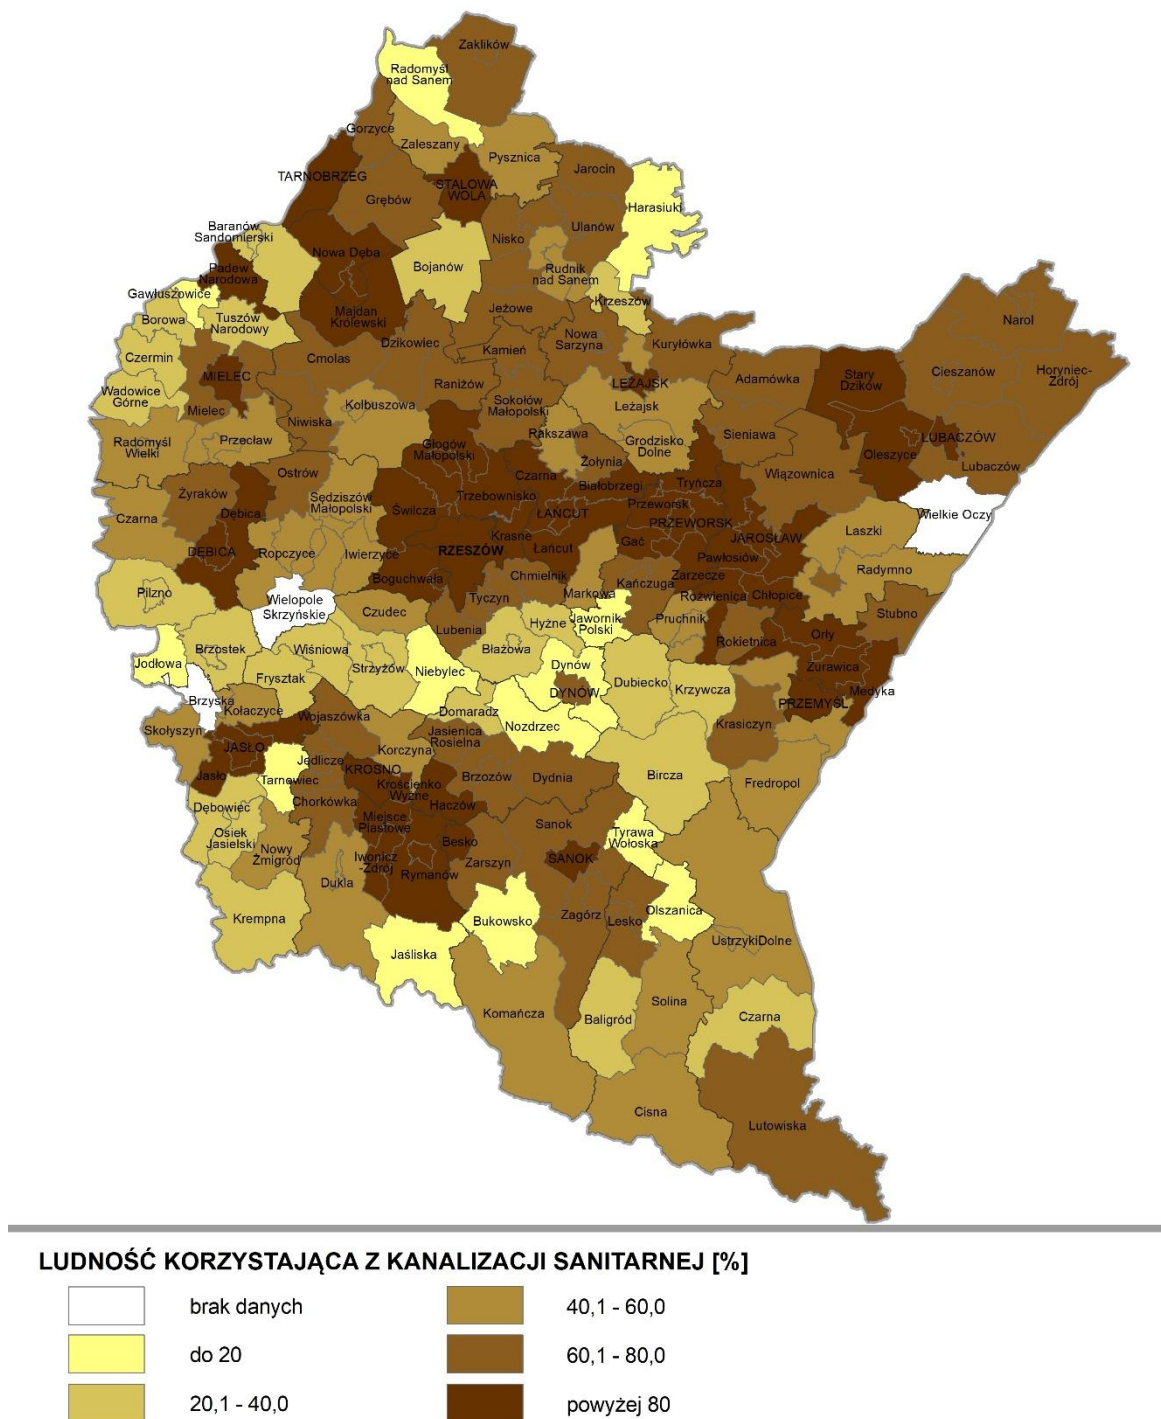 Zaklików
Radomyśl
nad Sanem
Gorzyce
Zaleszany
Pysznica
Jarocin
TARNOBRZEG
STALOWA
WOLA
Grębów
Harasiuki
Ulanów
Baranów
Sandomierski
Nisko
Nowa Dęba
Bojanów
Rudnik
nad Sanem
Padew
Narodowa
Gawłuszowice
Krzeszów
Borowa
Tuszów
Narodowy
Majdan
Królewski
Jeżowe
Narol
Czermin
Dzikowiec
Nowa
Sarzyna
Kuryłówka
Cmolas
Kamień
MIELEC
Stary
Dzików
Cieszanów
Horyniec-
Zdrój
Wadowice
Górne
Raniżów
LEŻAJSK
Adamówka
Mielec
Kolbuszowa
Sokołów
Małopolski
Leżajsk
Niwiska
Radomyśl
Wielki
Przecław
Głogów
Małopolski
Rakszawa
Grodzisko
Dolne
Sieniawa
LUBACZÓW
Oleszyce
Lubaczów
Ostrów
Czarna
Żołynia
Wiązownica
Żyraków
Sędziszów
Małopolski
Trzebownisko
Białobrzegi
Tryńcza
Dębica
Świlcza
ŁAŃCUT
Przeworsk
Wielkie Oczy
Czarna
PRZEWORSK
Laszki
DĘBICA
Ropczyce
Iwierzyce
RZESZÓW
Krasne
Łańcut
Gać
JAROSŁAW
Pawłosiów
Radymno
Boguchwała
Chmielnik
Kańczuga
Zarzecze
Pilzno
Wielopole
Skrzyńskie
Tyczyn
Markowa
Roźwienica
Chłopice
Czudec
Hyżne
Jawornik
Polski
Pruchnik
Stubno
Lubenia
Rokietnica
Orły
Brzostek
Wiśniowa
Błażowa
Jodłowa
Strzyżów
Niebylec
Dynów
Żurawica
Frysztak
DYNÓW
Dubiecko
Krzywcza
Medyka
Brzyska
PRZEMYŚL
Kołaczyce
Wojaszówka
Domaradz
Nozdrzec
Krasiczyn
Skołyszyn
Jasienica
Rosielna
JASŁO
Korczyna
Jedlicze
KROSNO
Jasło
Tarnowiec
Krościenko
Wyżne
Brzozów
Dydnia
Bircza
Fredropol
Dębowiec
Chorkówka
Haczów
Miejsce
Piastowe
Sanok
Osiek
Jasielski
Tyrawa
Wołoska
Nowy
Żmigród
Besko
Iwonicz
-Zdrój
Zarszyn
SANOK
Rymanów
Dukla
Krempna
Zagórz
Lesko
Olszanica
Bukowsko
UstrzykiDolne
Jaśliska
Solina
Komańcza
Baligród
Czarna
Cisna
Lutowiska
LUDNOŚĆ KORZYSTAJĄCA Z KANALIZACJI SANITARNEJ [%]
brak danych
40,1 - 60,0
do 20
60,1 - 80,0
20,1 - 40,0
powyżej 80